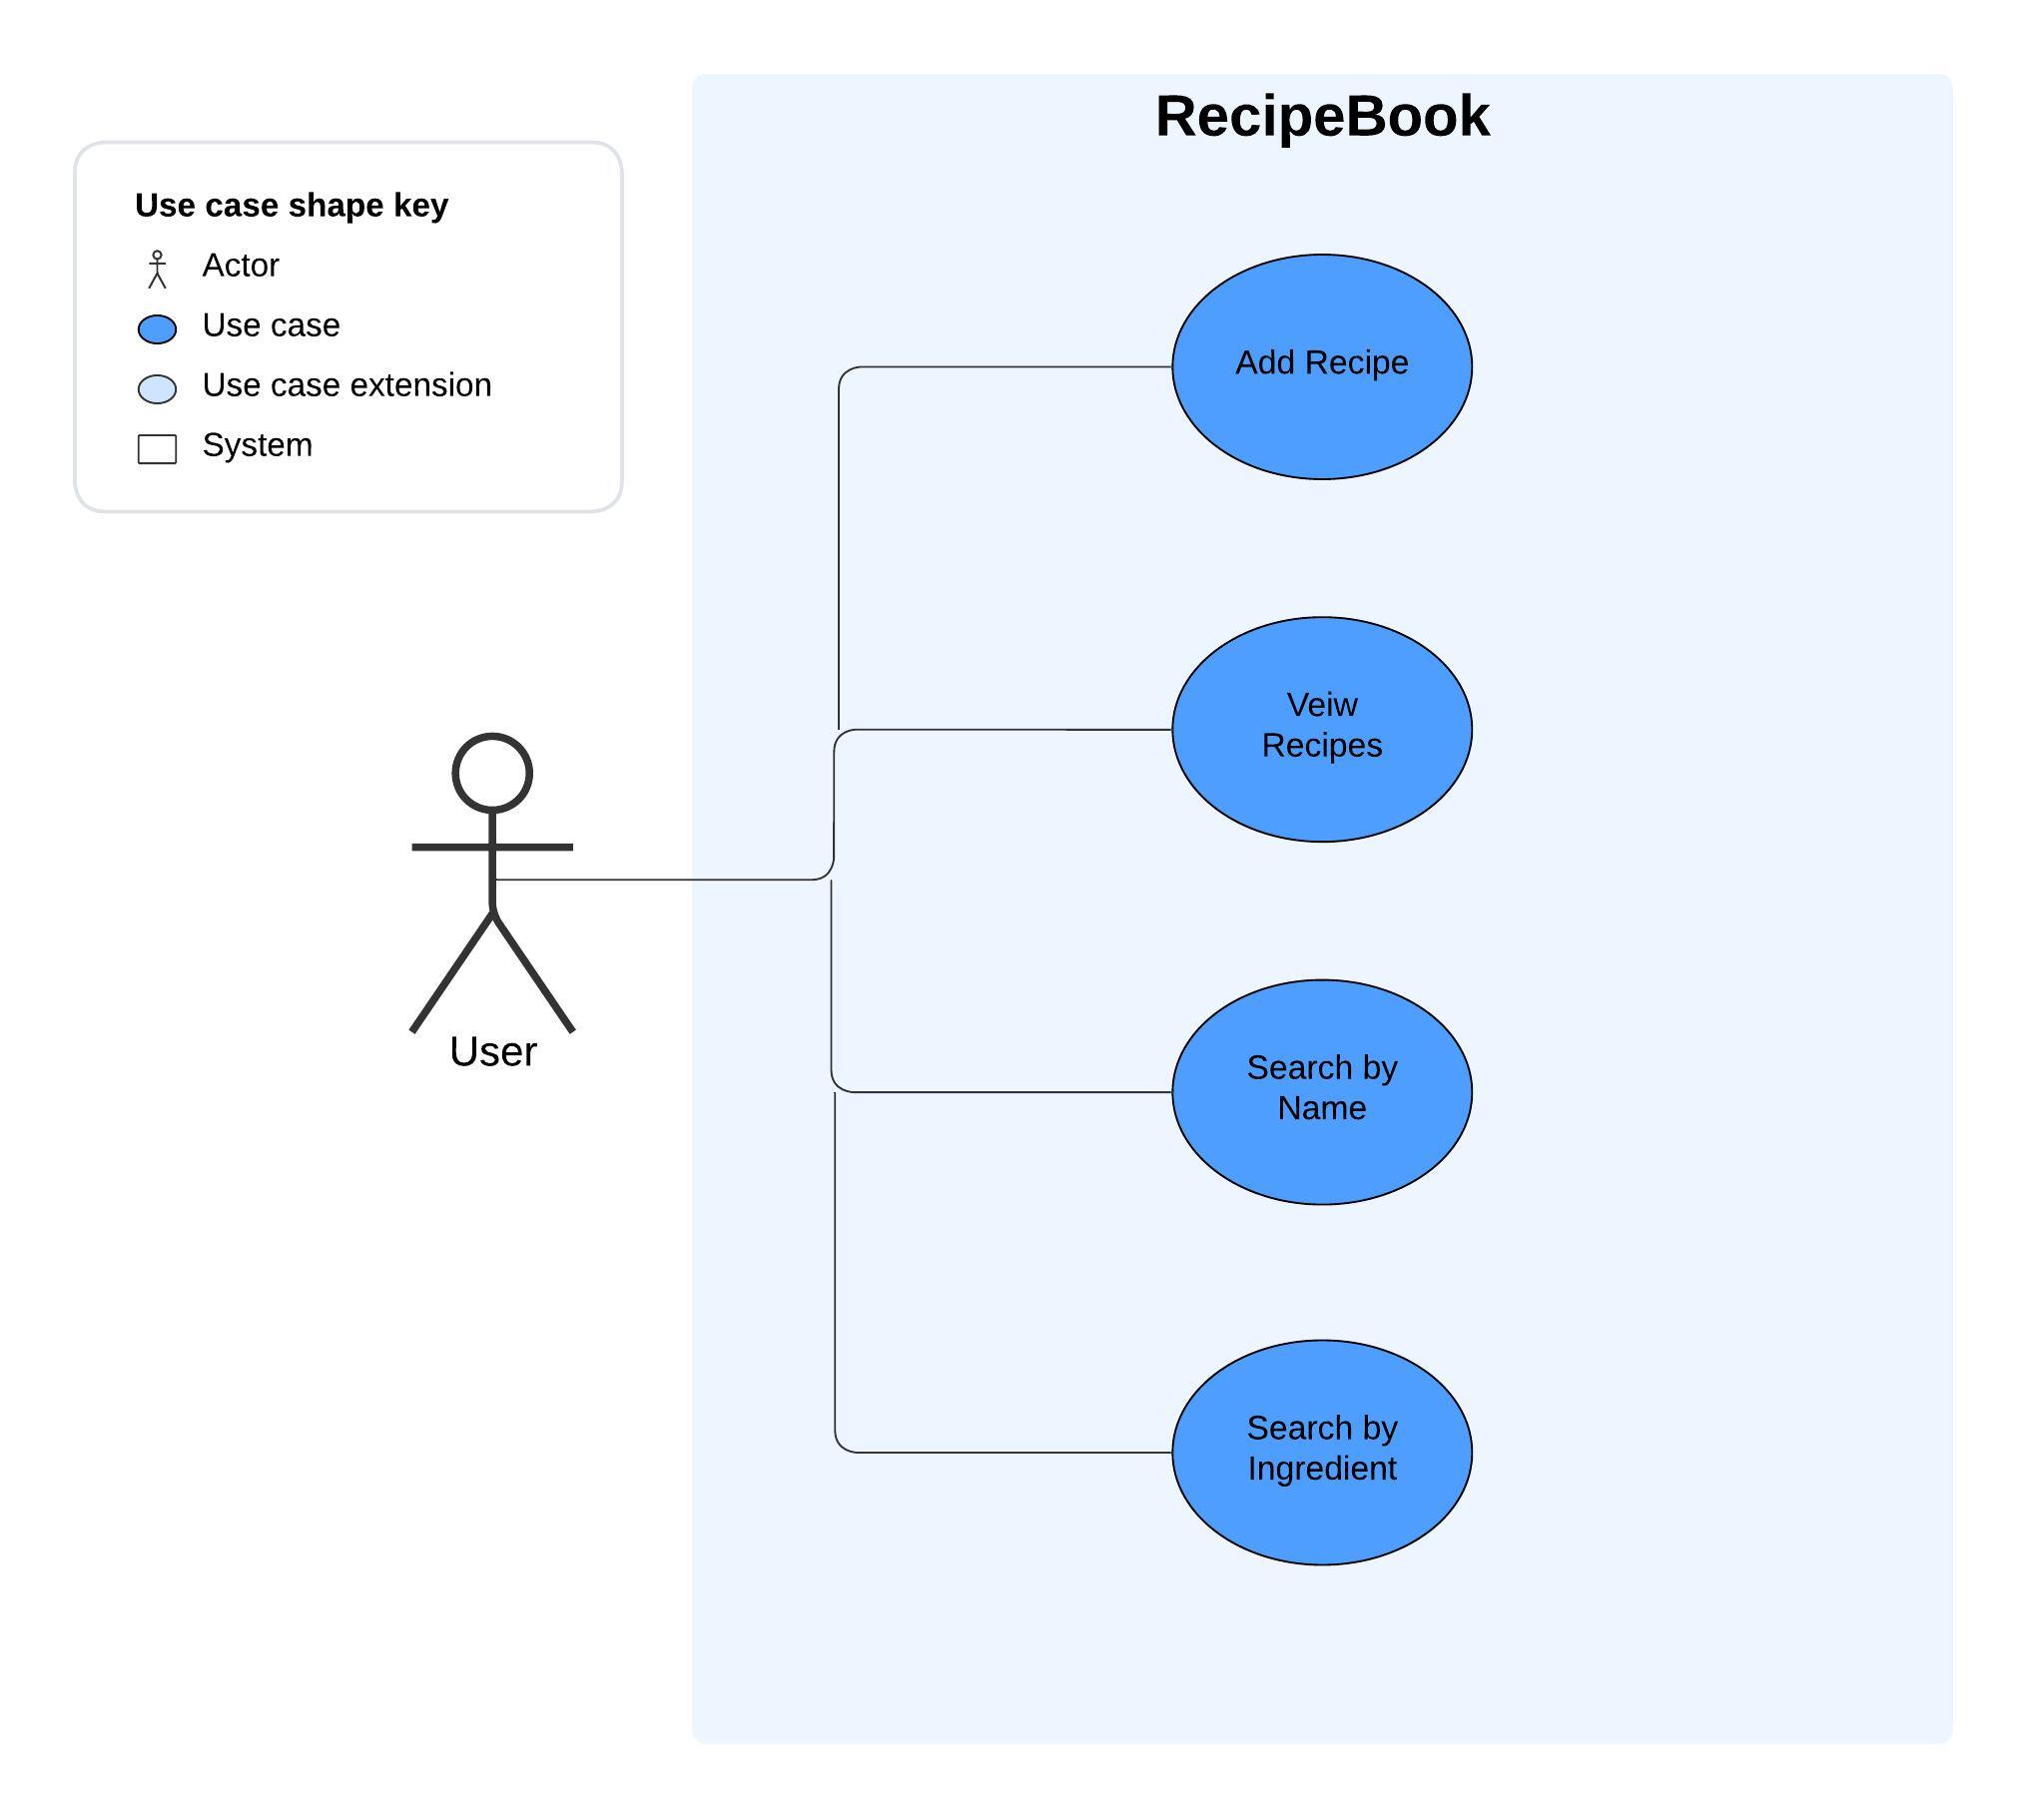 RecipeBook
Use case shape key
Actor
Use case
Use case extension
System
Add Recipe
Veiw
Recipes
User
Search by
Name
Search by
Ingredient